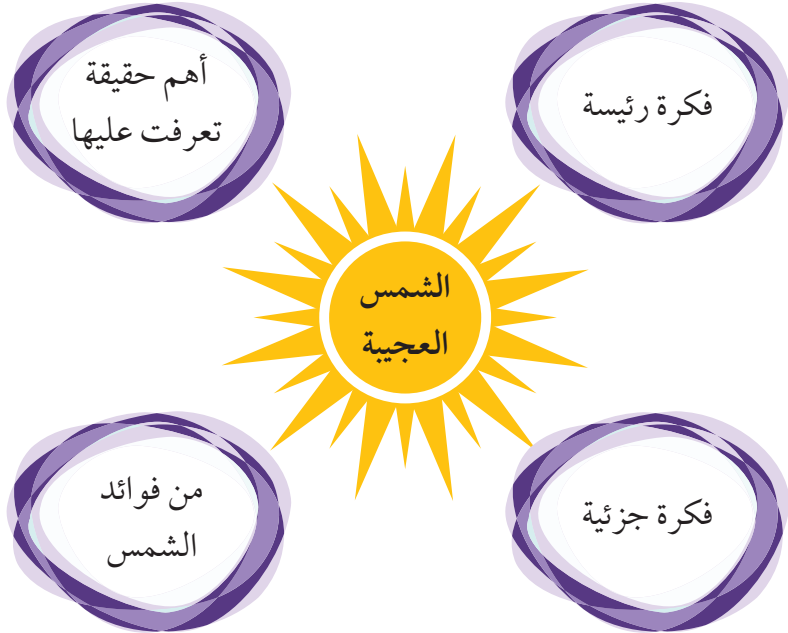 فكرة رئيسة
أهم حقيقة
تعرفت عليها
الشمس
العجيبة
فكرة جزئية
من فوائد
الشمس